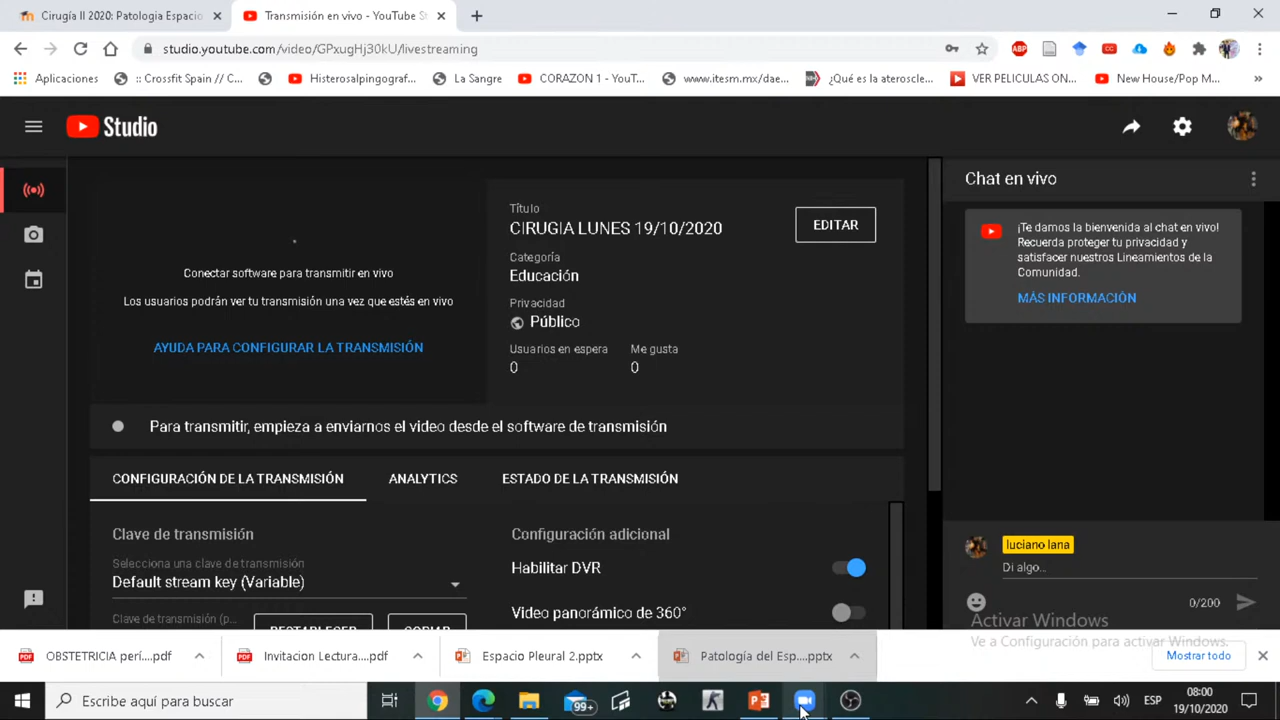 Cirugía II 2020: Patologia Espacio
Transmisión en vivo - YouTube S
studio.youtube.com/video/GPxugHj30kU/livestreaming
Aplicaciones
:: Crossfit Spain // C...
Histerosalpingograf...
La Sangre
CORAZON 1 - YouT...
www.itesm.mx/dae...
¿Qué es la ateroscle...
VER PELICULAS ON...
New House/Pop M...
Studio
Conectar software para transmitir en vivo
Los usuarios podrán ver tu transmisión una vez que estés en vivo
AYUDA PARA CONFIGURAR LA TRANSMISIÓN
Título
CIRUGIA LUNES 19/10/2020
EDITAR
Categoría
Educación
Privacidad
Público
Usuarios en espera
Me gusta
0
0
Para transmitir, empieza a enviarnos el video desde el software de transmisión
CONFIGURACIÓN DE LA TRANSMISIÓN
ANALYTICS
ESTADO DE LA TRANSMISIÓN
Clave de transmisión
Selecciona una clave de transmisión
Default stream key (Variable)
Clave de transmisión (p...
RESTABLECER
COPIAR
Configuración adicional
Habilitar DVR
Video panorámico de 360°
Chat en vivo
¡Te damos la bienvenida al chat en vivo!
Recuerda proteger tu privacidad y
satisfacer nuestros Lineamientos de la
Comunidad.
MÁS INFORMACIÓN
luciano lana
Di algo...
0/200
Activar Windows
Ve a Configuración para activar Windows.
OBSTETRICIA perí....pdf
Invitacion Lectura....pdf
Espacio Pleural 2.pptx
Patología del Esp....pptx
Mostrar todo
Escribe aquí para buscar
99+
ESP
08:00
19/10/2020